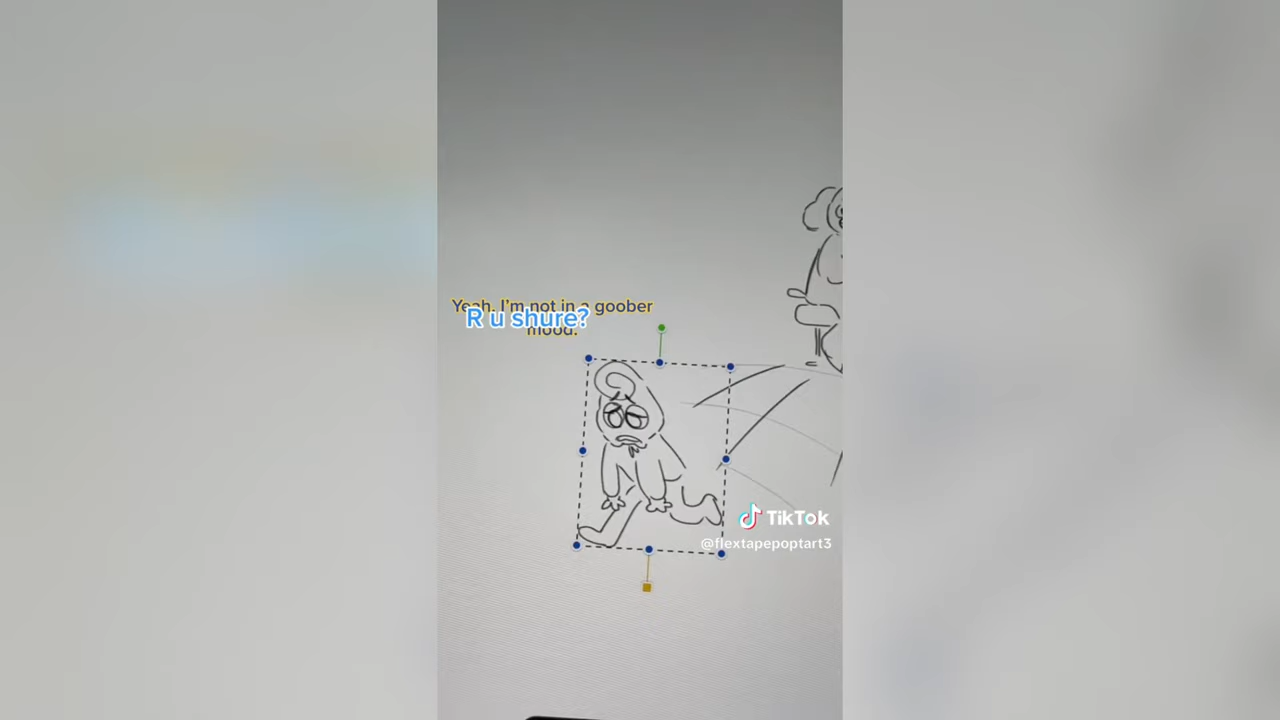 Yeah, I'm not in a goober
mood.
R u shure?
TikTok
@flextapepoptart3